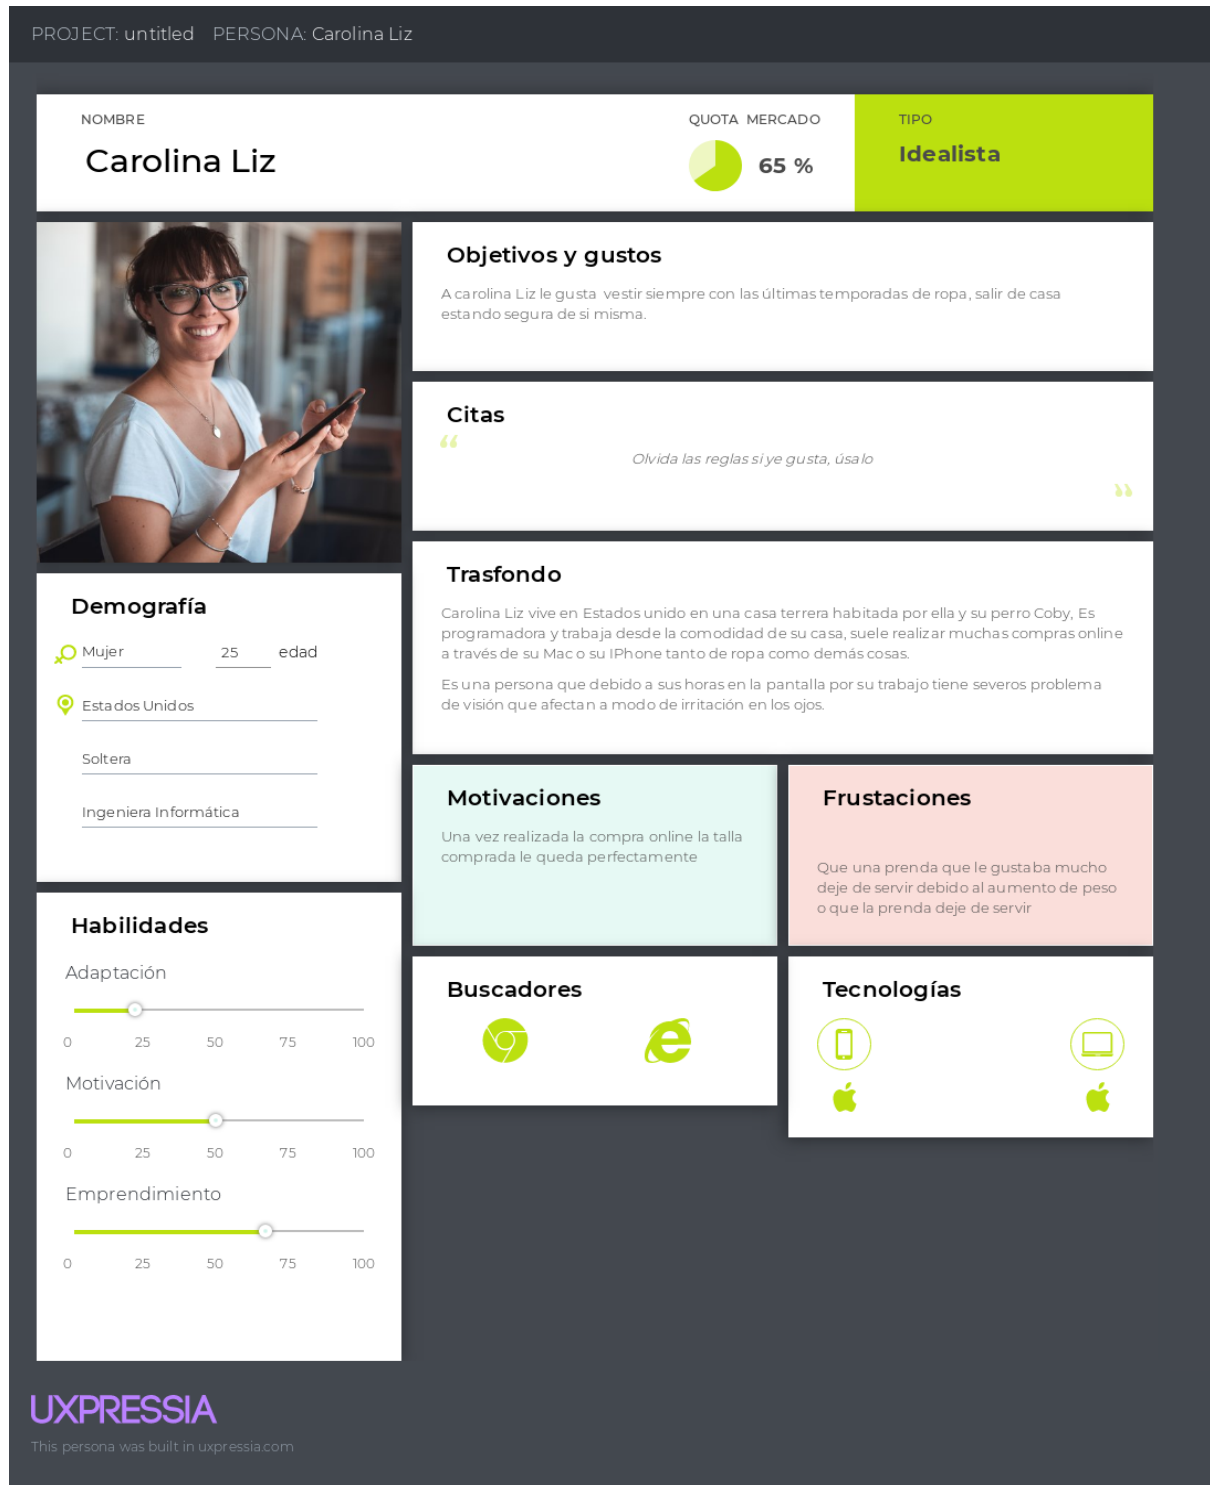 PROJECT: untitled PERSONA: Carolina Liz
NOMBRE
Carolina Liz
QUOTA MERCADO
65 %
TIPO
Idealista
Objetivos y gustos
A carolina Liz le gusta vestir siempre con las últimas temporadas de ropa, salir de casa
estando segura de si misma.
Citas
“
Olvida las reglas si ye gusta, úsalo
”
Trasfondo
Carolina Liz vive en Estados unido en una casa terrera habitada por ella y su perro Coby, Es
programadora y trabaja desde la comodidad de su casa, suele realizar muchas compras online
a través de su Mac o su IPhone tanto de ropa como demás cosas.
Es una persona que debido a sus horas en la pantalla por su trabajo tiene severos problema
de visión que afectan a modo de irritación en los ojos.
Demografía
Mujer 25 edad
Estados Unidos
Soltera
Ingeniera Informática
Motivaciones
Una vez realizada la compra online la talla
comprada le queda perfectamente
Frustaciones
Que una prenda que le gustaba mucho
deje de servir debido al aumento de peso
o que la prenda deje de servir
Habilidades
Adaptación
0 25 50 75 100
Motivación
0 25 50 75 100
Emprendimiento
0 25 50 75 100
Buscadores
Tecnologías
UXPRESSIA
This persona was built in uxpressia.com